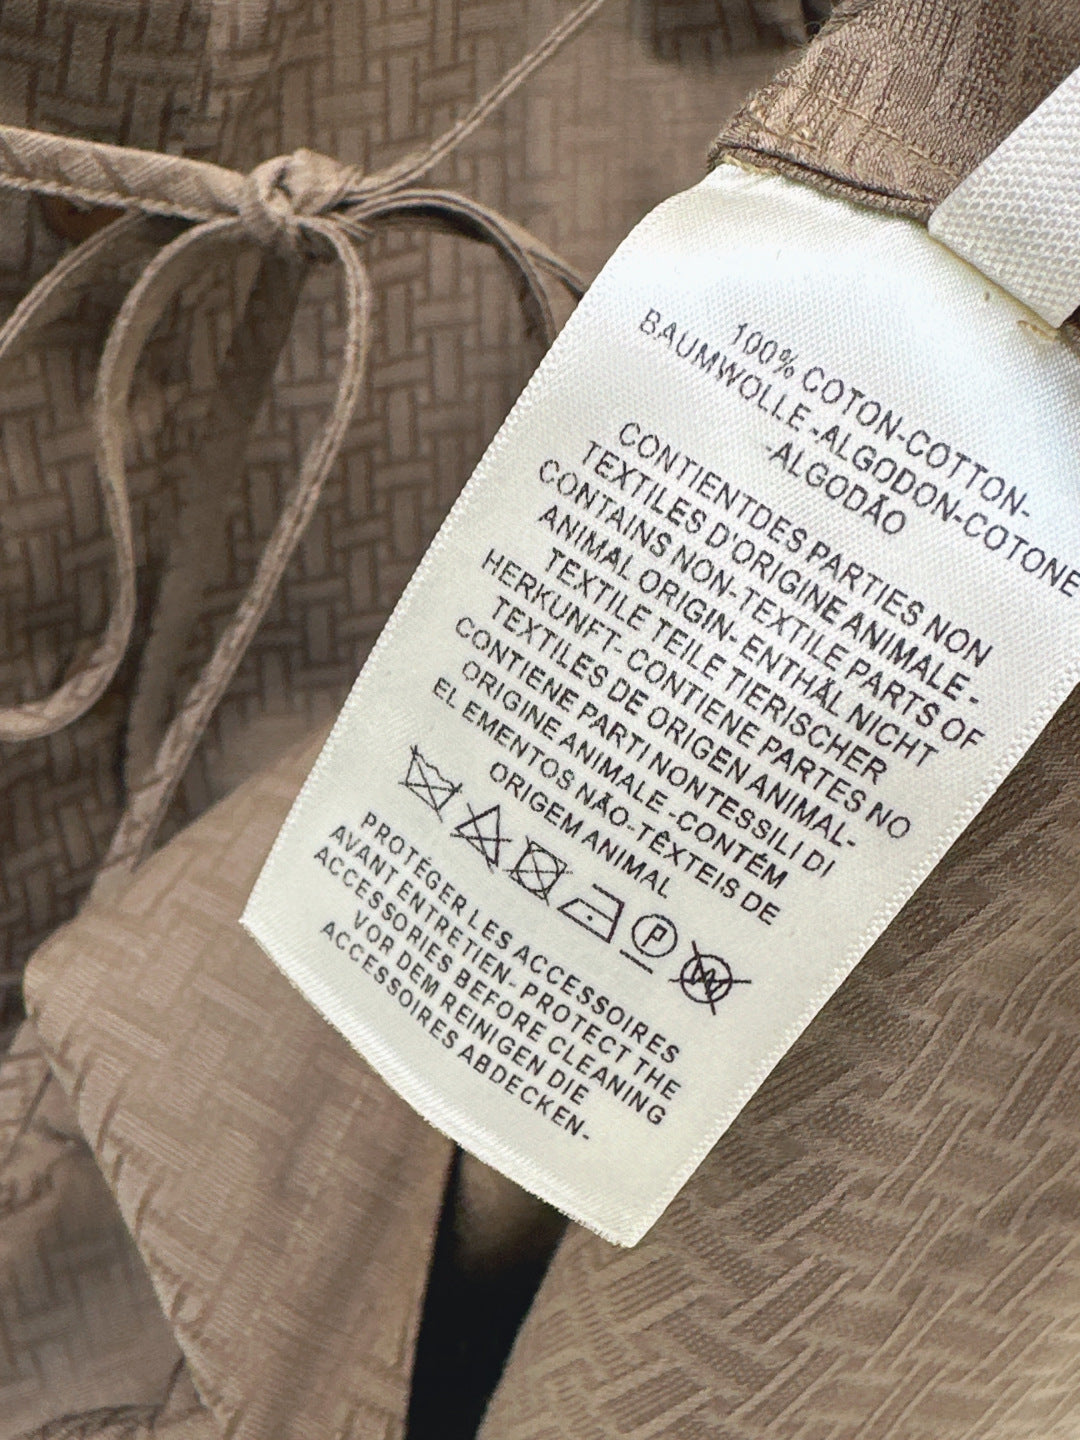 100% COTON-COTTON-
BAUMWOLLE-ALGODON-COTONE
-ALGODÃO
CONTIENTDES PARTIES NON
TEXTILES D'ORIGINE ANIMALE-
CONTAINS NON-TEXTILE PARTS OF
ANIMAL ORIGIN- ENTHÄL NICHT
TEXTILE TEILE TIERISCHER
HERKUNFT- CONTIENE PARTES NO
TEXTILES DE ORIGEN ANIMAL-
CONTIENE PARTI NONTESSILI DI
ORIGINE ANIMALE -CONTÉM
EL EMENTOS NÃO-TÊXTEIS DE
ORIGEM ANIMAL
P W
PROTÉGER LES ACCESSOIRES
AVANT ENTRETIEN- PROTECT THE
ACCESSORIES BEFORE CLEANING
VOR DEM REINIGEN DIE
ACCESSOIRES ABDECKEN-